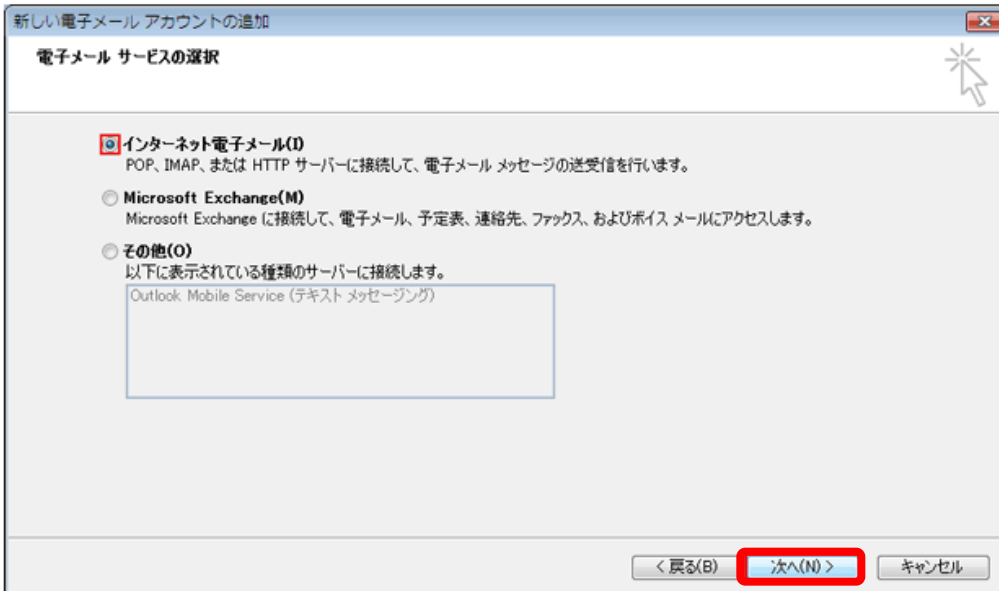 新しい電子メール アカウントの追加
電子メール サービスの選択
インターネット電子メール(I)
POP、IMAP、または HTTP サーバーに接続して、電子メール メッセージの送受信を行います。
Microsoft Exchange(M)
Microsoft Exchange に接続して、電子メール、予定表、連絡先、ファックス、およびボイス メールにアクセスします。
その他(O)
以下に表示されている種類のサーバーに接続します。
Outlook Mobile Service (テキスト メッセージング)
< 戻る(B) 次へ(N) > キャンセル